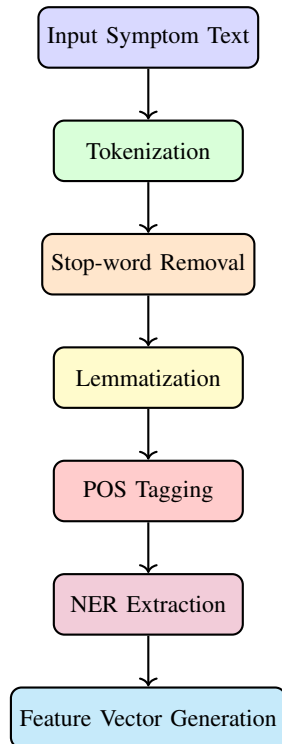 Input Symptom Text
Tokenization
Stop-word Removal
Lemmatization
POS Tagging
NER Extraction
Feature Vector Generation